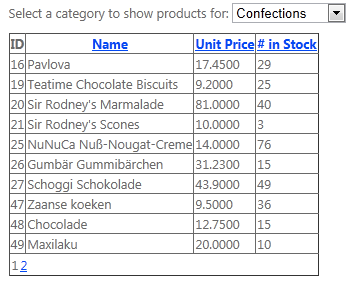 Select a category to show products for: Confections
ID Name Unit Price # in Stock
16 Pavlova 17.4500 29
19 Teatime Chocolate Biscuits 9.2000 25
20 Sir Rodney's Marmalade 81.0000 40
21 Sir Rodney's Scones 10.0000 3
25 NuNuCa Nuß-Nougat-Creme 14.0000 76
26 Gumbär Gummibärchen 31.2300 15
27 Schoggi Schokolade 43.9000 49
47 Zaanse koeken 9.5000 36
48 Chocolade 12.7500 15
49 Maxilaku 20.0000 10
1 2